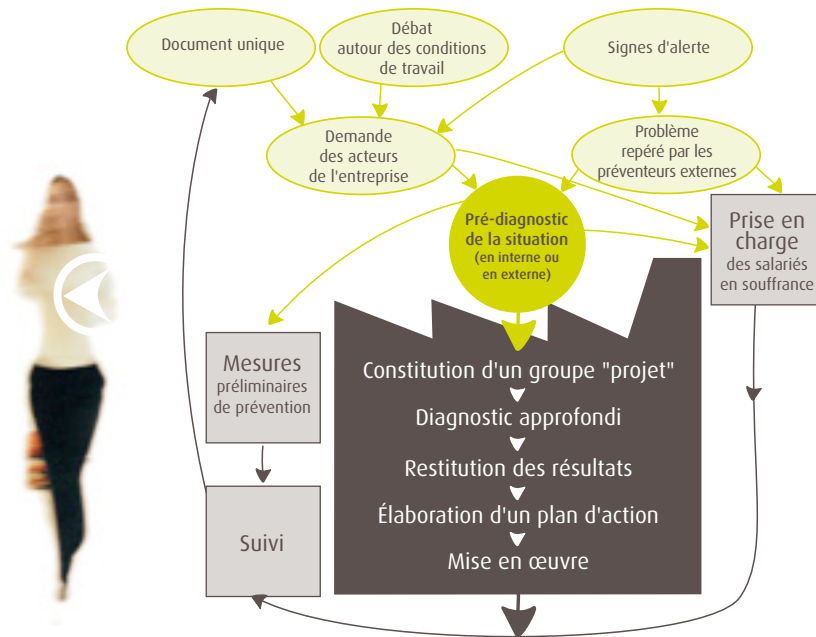 Document unique
Débat
autour des conditions
de travail
Signes d'alerte
Demande
des acteurs
de l'entreprise
Problème
repéré par les
préventeurs externes
Pré-diagnostic
de la situation
(en interne ou
en externe)
Prise en
charge
des salariés
en souffrance
Mesures
préliminaires
de prévention
Constitution d'un groupe "projet"
Diagnostic approfondi
Restitution des résultats
Élaboration d'un plan d'action
Mise en œuvre
Suivi